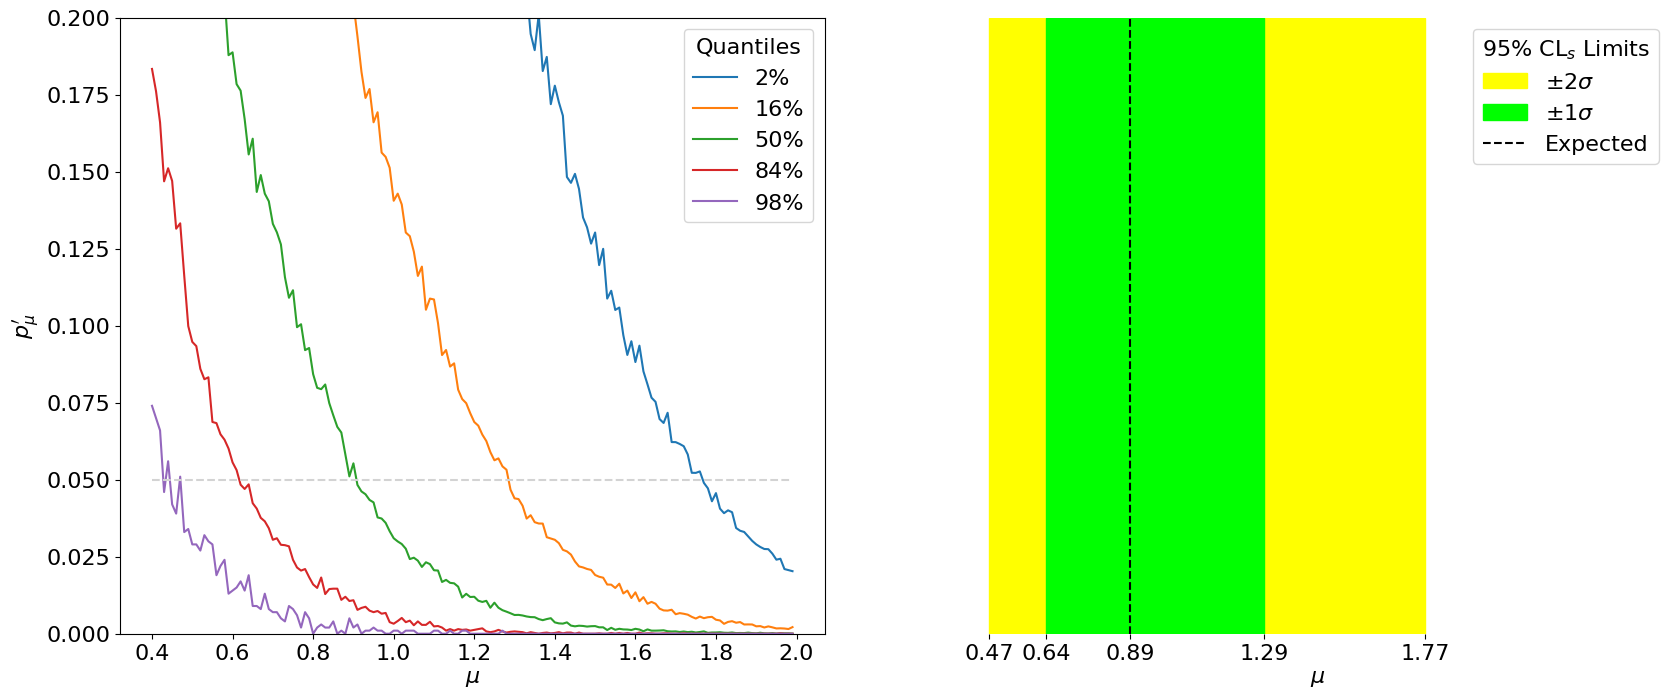 0.200
0.175
0.150
0.125
0.100
0.075
0.050
0.025
0.000
p′μ
0.4 0.6 0.8 1.0 1.2 1.4 1.6 1.8 2.0
μ
Quantiles
2%
16%
50%
84%
98%
0.47 0.64 0.89 1.29 1.77
μ
95% CLs Limits
±2σ
±1σ
Expected